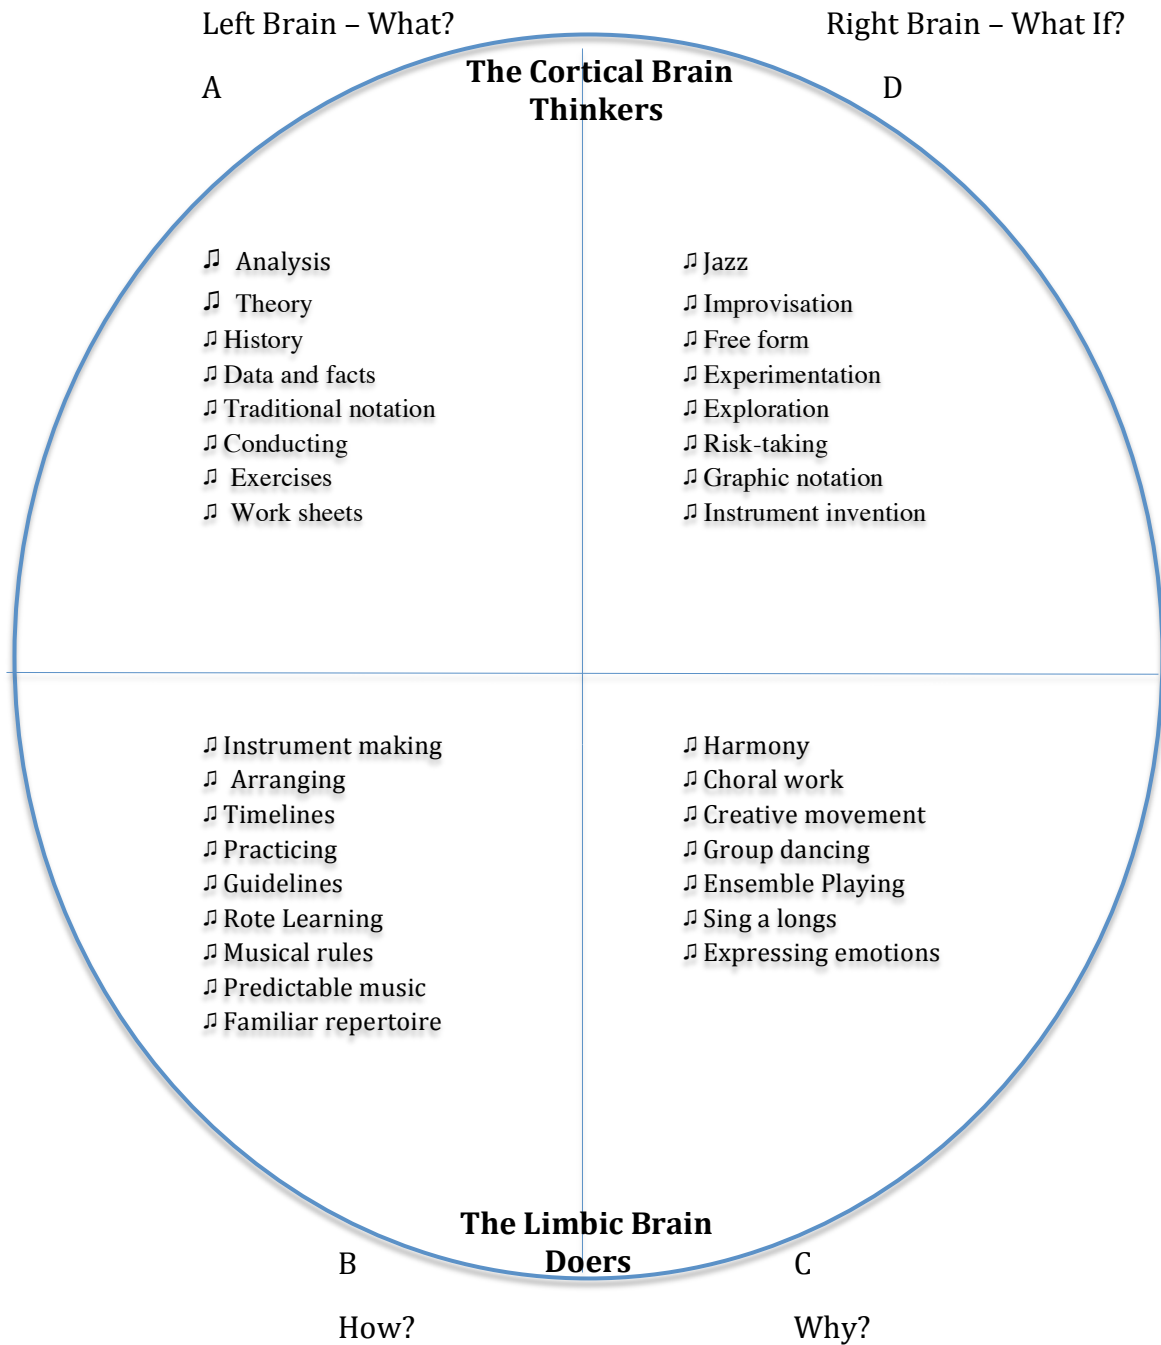 Left Brain – What?
Right Brain – What If?
The Cortical Brain
Thinkers
A
D
♫ Analysis
♫ Theory
♫ History
♫ Data and facts
♫ Traditional notation
♫ Conducting
♫ Exercises
♫ Work sheets
♫ Jazz
♫ Improvisation
♫ Free form
♫ Experimentation
♫ Exploration
♫ Risk-taking
♫ Graphic notation
♫ Instrument invention
♫ Instrument making
♫ Arranging
♫ Timelines
♫ Practicing
♫ Guidelines
♫ Rote Learning
♫ Musical rules
♫ Predictable music
♫ Familiar repertoire
♫ Harmony
♫ Choral work
♫ Creative movement
♫ Group dancing
♫ Ensemble Playing
♫ Sing a longs
♫ Expressing emotions
The Limbic Brain
Doers
B
C
How?
Why?